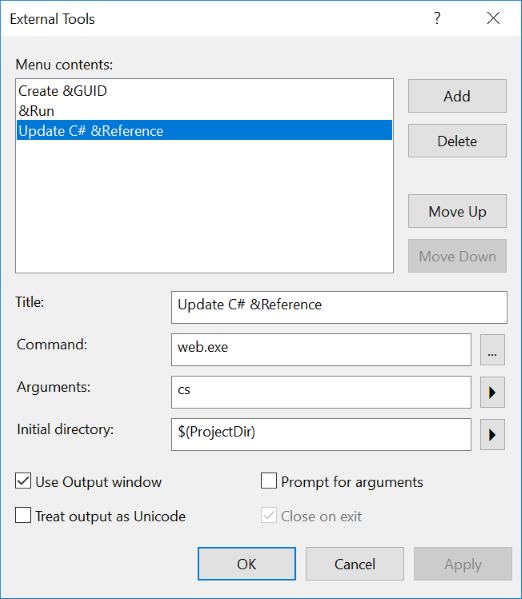 External Tools
?
Menu contents:
Create &GUID
&Run
Update C# &Reference
Add
Delete
Move Up
Move Down
Title:
Update C# &Reference
Command:
web.exe
...
Arguments:
cs
Initial directory:
$(ProjectDir)
Use Output window
Prompt for arguments
Treat output as Unicode
Close on exit
OK
Cancel
Apply